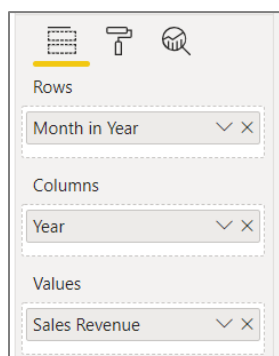 Rows
Month in Year
Columns
Year
Values
Sales Revenue